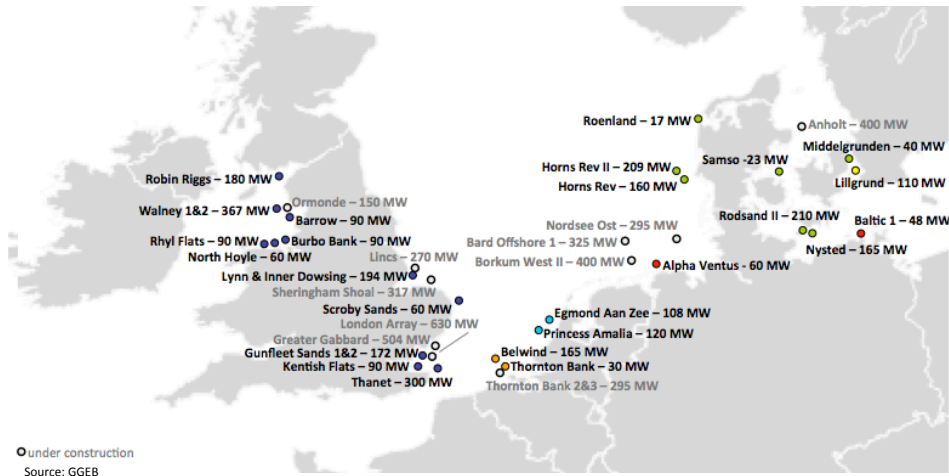 Roenland – 17 MW
Anholt – 400 MW
Middelgrunden – 40 MW
Horns Rev II – 209 MW
Samso -23 MW
Robin Riggs – 180 MW
Horns Rev – 160 MW
Lillgrund – 110 MW
Ormonde – 150 MW
Walney 1&2 – 367 MW
Barrow – 90 MW
Nordsee Ost – 295 MW
Rodsand II – 210 MW
Baltic 1 – 48 MW
Rhyl Flats – 90 MW
Burbo Bank – 90 MW
Bard Offshore 1 – 325 MW
Nysted – 165 MW
North Hoyle – 60 MW
Lincs – 270 MW
Borkum West II – 400 MW
Alpha Ventus - 60 MW
Lynn & Inner Dowsing – 194 MW
Sheringham Shoal – 317 MW
Scroby Sands – 60 MW
Egmond Aan Zee – 108 MW
London Array – 630 MW
Princess Amalia – 120 MW
Greater Gabbard – 504 MW
Gunfleet Sands 1&2 – 172 MW
Belwind – 165 MW
Kentish Flats – 90 MW
Thornton Bank – 30 MW
Thanet – 300 MW
Thornton Bank 2&3 – 295 MW
under construction
Source: GGEB